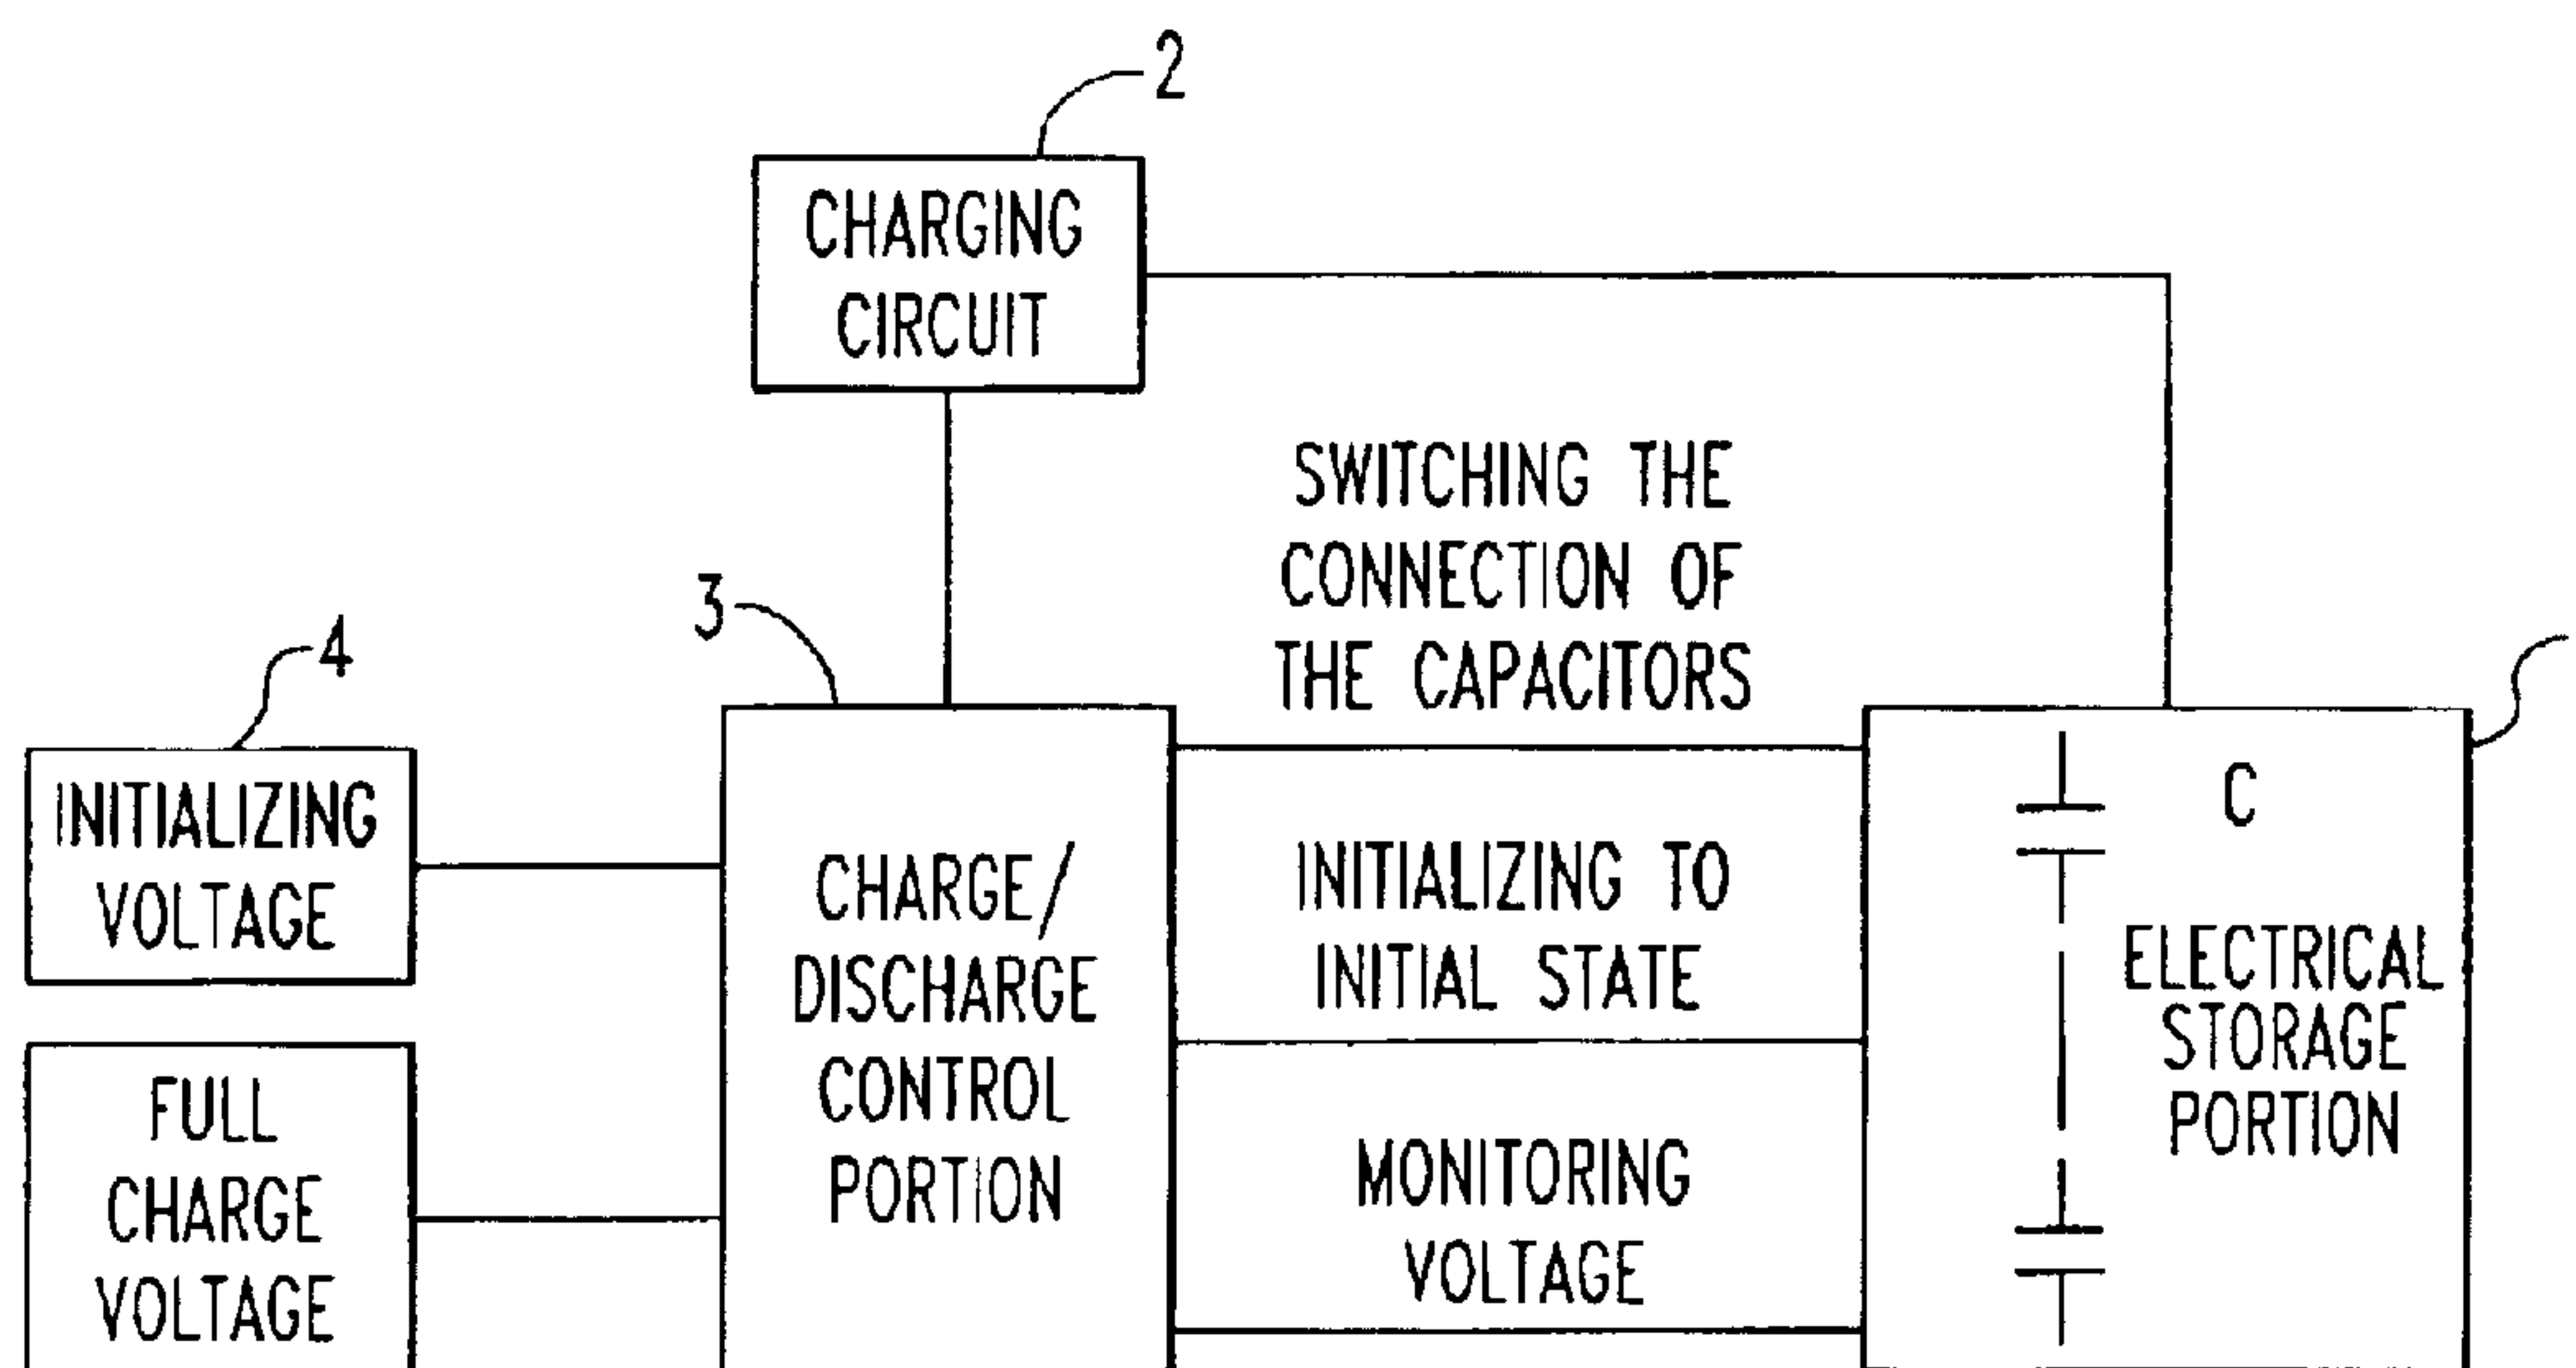 2
CHARGING
CIRCUIT
SWITCHING THE
CONNECTION OF
THE CAPACITORS
3
4
INITIALIZING
VOLTAGE
CHARGE/
DISCHARGE
CONTROL
PORTION
INITIALIZING TO
INITIAL STATE
C
ELECTRICAL
STORAGE
PORTION
FULL
CHARGE
VOLTAGE
MONITORING
VOLTAGE